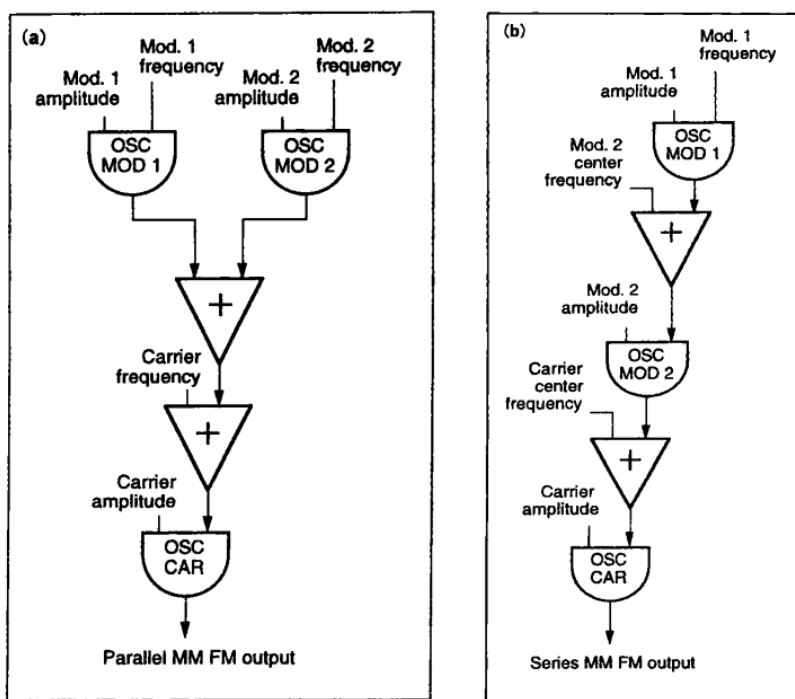 (a)
Mod. 1
frequency
Mod. 1
amplitude
Mod. 2
frequency
Mod. 2
amplitude
OSC
MOD 1
OSC
MOD 2
+
Carrier
frequency
+
Carrier
amplitude
OSC
CAR
Parallel MM FM output
(b)
Mod. 1
frequency
Mod. 1
amplitude
OSC
MOD 1
Mod. 2
center
frequency
+
Mod. 2
amplitude
OSC
MOD 2
Carrier
center
frequency
+
Carrier
amplitude
OSC
CAR
Series MM FM output